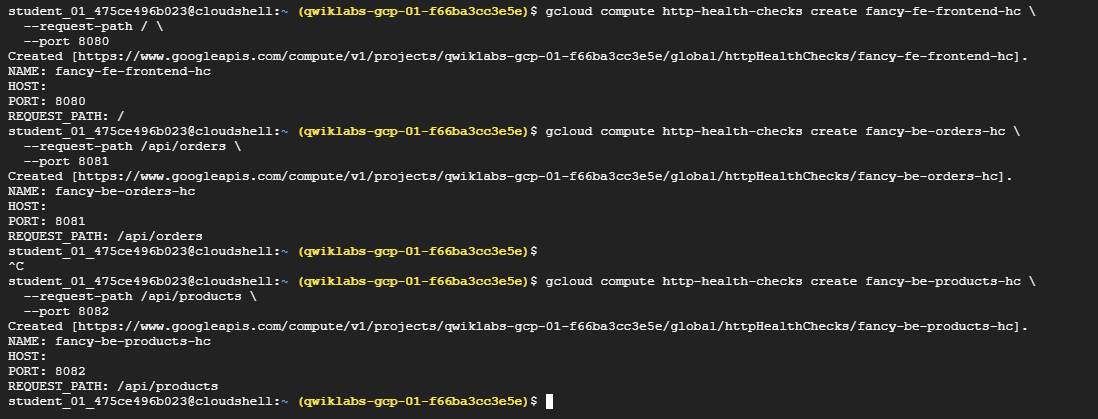 student_01_475ce496b023@cloudshell:~ (qwiklabs-gcp-01-f66ba3cc3e5e)$ gcloud compute http-health-checks create fancy-fe-frontend-hc \
  --request-path / \
  --port 8080
Created [https://www.googleapis.com/compute/v1/projects/qwiklabs-gcp-01-f66ba3cc3e5e/global/httpHealthChecks/fancy-fe-frontend-hc].
NAME: fancy-fe-frontend-hc
HOST:
PORT: 8080
REQUEST_PATH: /
student_01_475ce496b023@cloudshell:~ (qwiklabs-gcp-01-f66ba3cc3e5e)$ gcloud compute http-health-checks create fancy-be-orders-hc \
  --request-path /api/orders \
  --port 8081
Created [https://www.googleapis.com/compute/v1/projects/qwiklabs-gcp-01-f66ba3cc3e5e/global/httpHealthChecks/fancy-be-orders-hc].
NAME: fancy-be-orders-hc
HOST:
PORT: 8081
REQUEST_PATH: /api/orders
student_01_475ce496b023@cloudshell:~ (qwiklabs-gcp-01-f66ba3cc3e5e)$
^C
student_01_475ce496b023@cloudshell:~ (qwiklabs-gcp-01-f66ba3cc3e5e)$ gcloud compute http-health-checks create fancy-be-products-hc \
  --request-path /api/products \
  --port 8082
Created [https://www.googleapis.com/compute/v1/projects/qwiklabs-gcp-01-f66ba3cc3e5e/global/httpHealthChecks/fancy-be-products-hc].
NAME: fancy-be-products-hc
HOST:
PORT: 8082
REQUEST_PATH: /api/products
student_01_475ce496b023@cloudshell:~ (qwiklabs-gcp-01-f66ba3cc3e5e)$